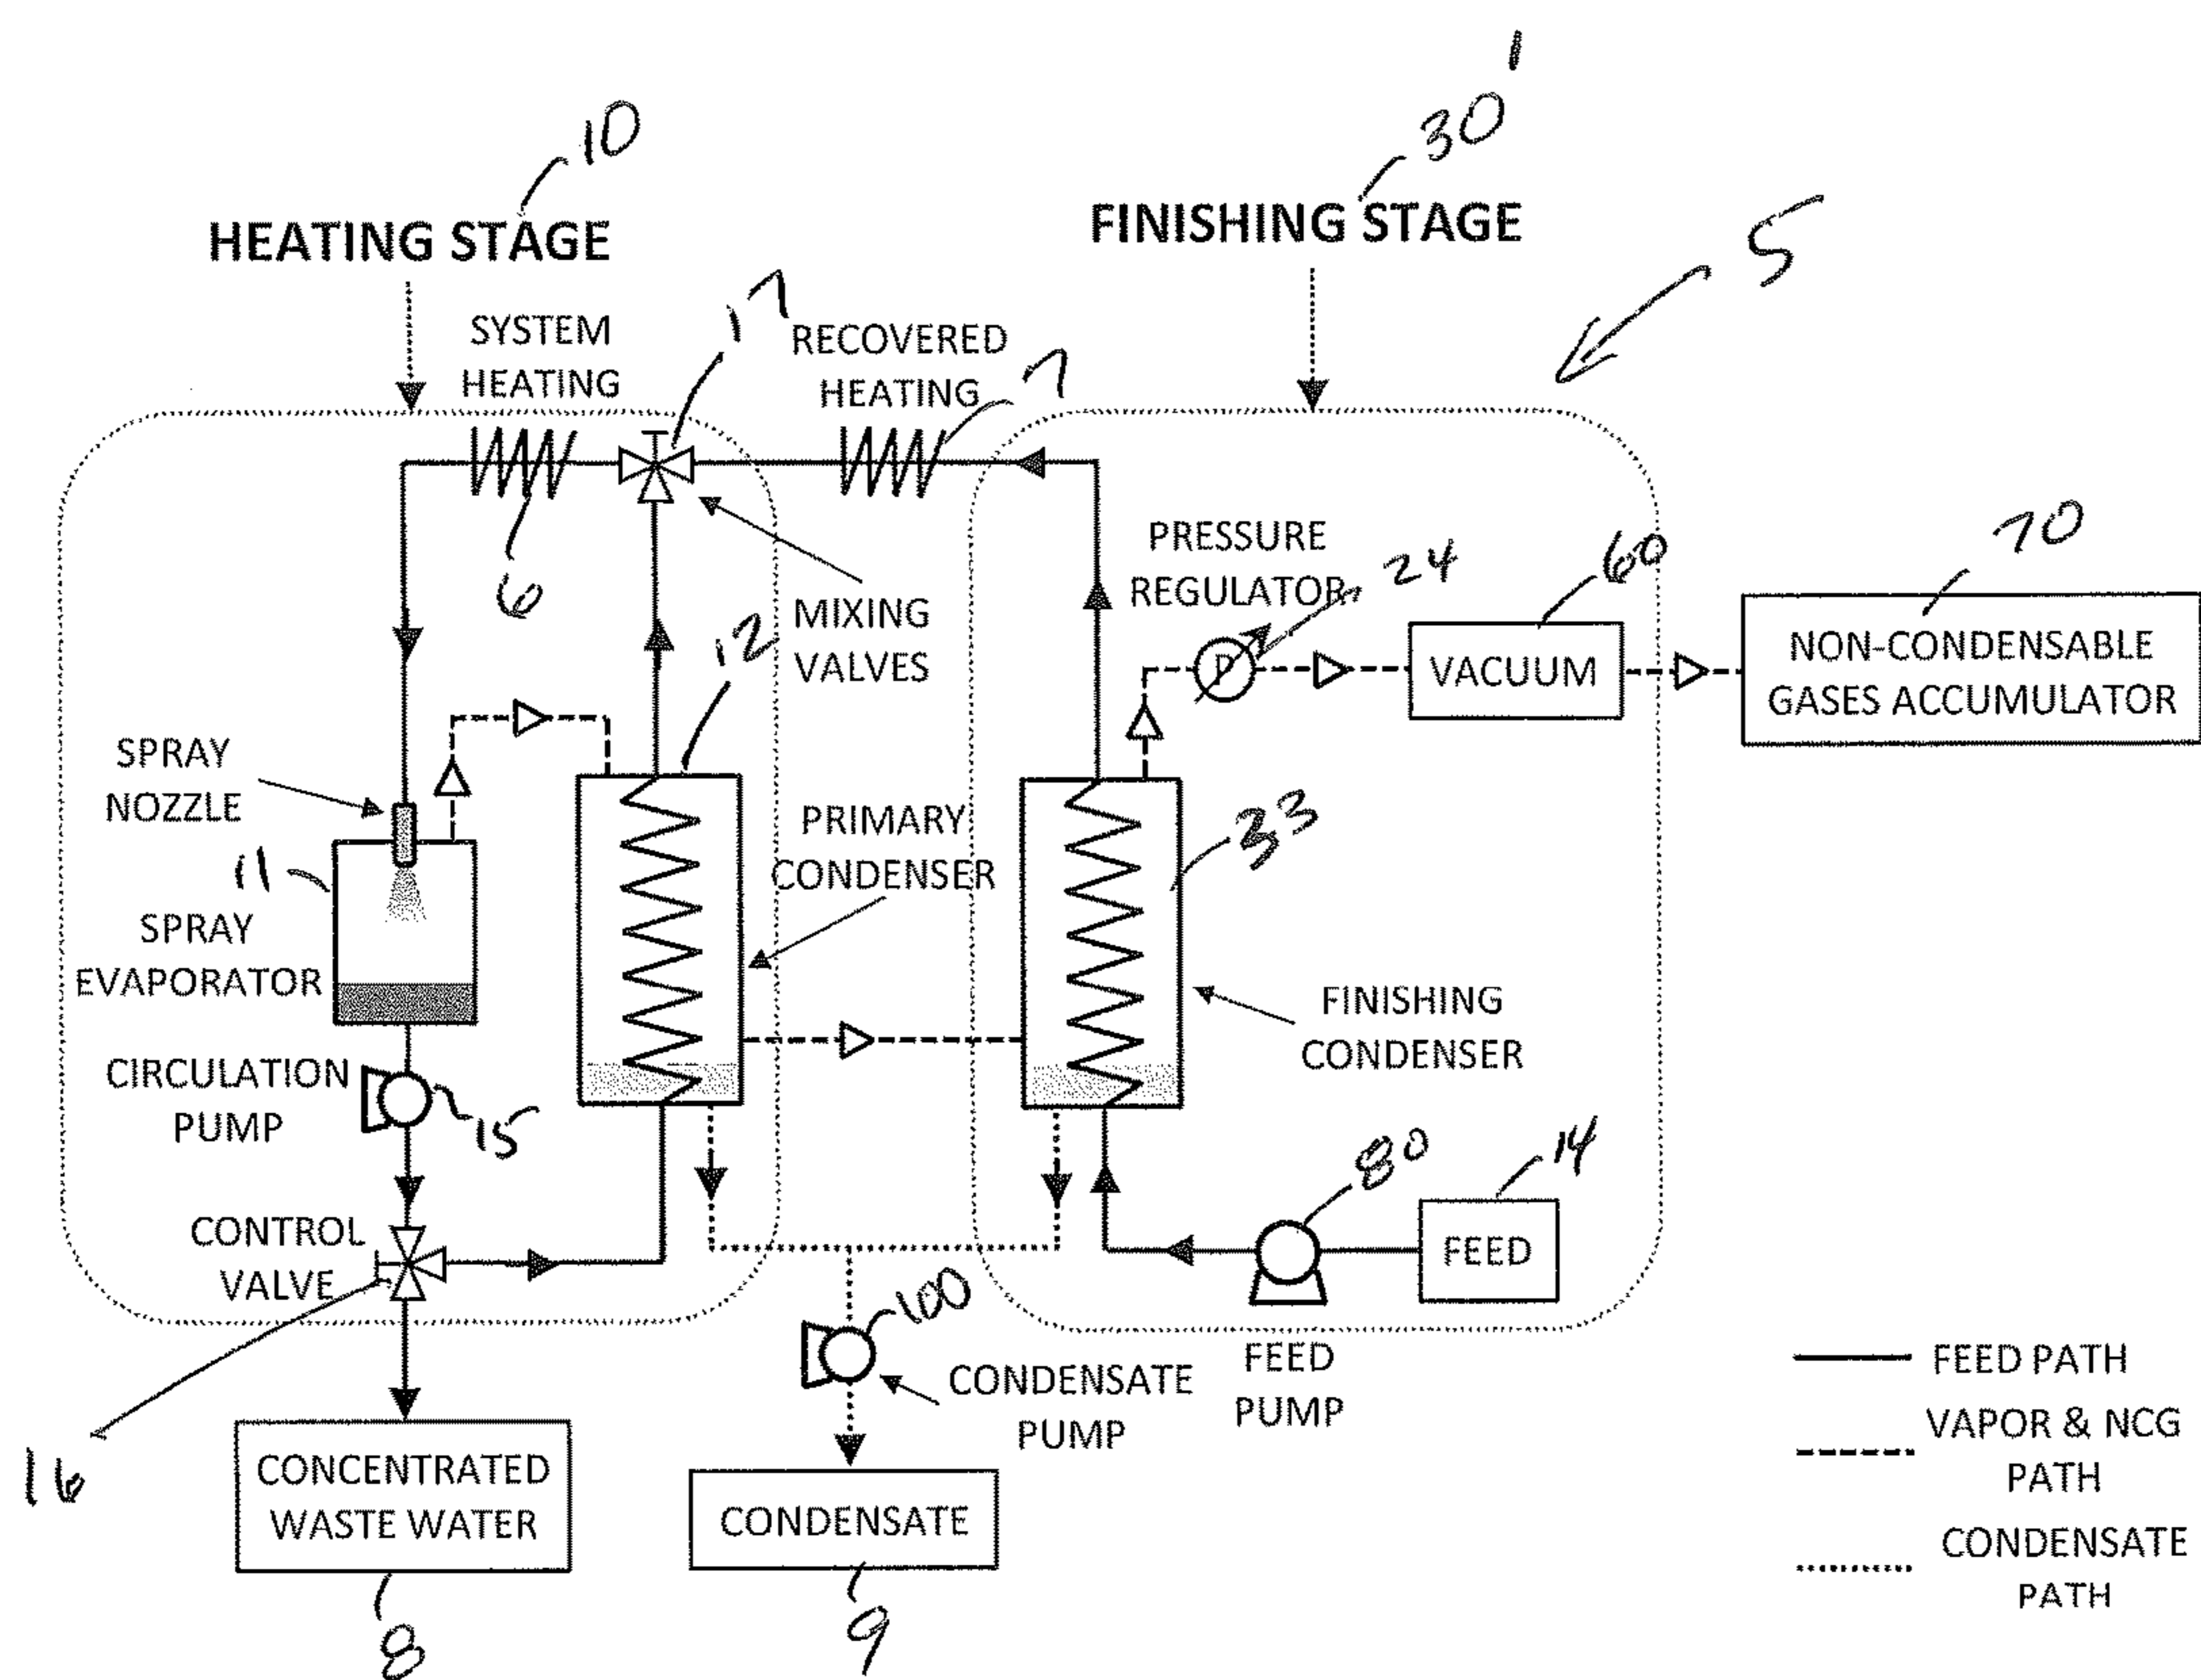 10
30'
HEATING STAGE
FINISHING STAGE
5
SYSTEM
HEATING
17
RECOVERED
HEATING
7
6
MIXING
VALVES
12
PRESSURE
REGULATOR
24
P
60
VACUUM
70
NON-CONDENSABLE
GASES ACCUMULATOR
SPRAY
NOZZLE
11
SPRAY
EVAPORATOR
PRIMARY
CONDENSER
33
FINISHING
CONDENSER
CIRCULATION
PUMP
15
CONTROL
VALVE
16
80
14
FEED
FEED
PUMP
100
CONDENSATE
PUMP
CONCENTRATED
WASTE WATER
8
CONDENSATE
9
FEED PATH
VAPOR & NCG
PATH
CONDENSATE
PATH